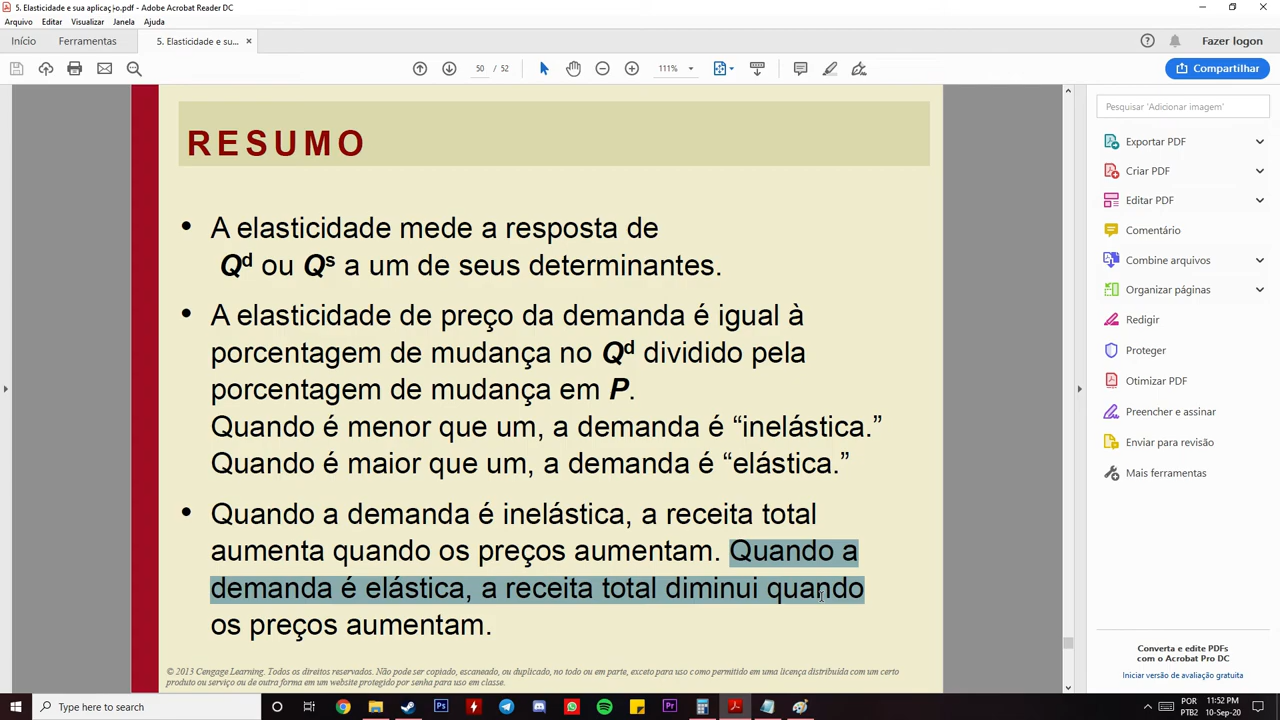 5. Elasticidade e sua aplicação.pdf - Adobe Acrobat Reader DC
Arquivo Editar Visualizar Janela Ajuda
Início Ferramentas 5. Elasticidade e su... × Fazer logon
50 / 52 111% Compartilhar
RESUMO
• A elasticidade mede a resposta de
Qd ou Qs a um de seus determinantes.
• A elasticidade de preço da demanda é igual à
porcentagem de mudança no Qd dividido pela
porcentagem de mudança em P.
Quando é menor que um, a demanda é “inelástica.”
Quando é maior que um, a demanda é “elástica.”
• Quando a demanda é inelástica, a receita total
aumenta quando os preços aumentam. Quando a
demanda é elástica, a receita total diminui quando
os preços aumentam.
© 2013 Cengage Learning. Todos os direitos reservados. Não pode ser copiado, escaneado, ou duplicado, no todo ou em parte, exceto para uso como permitido em uma licença distribuída com um certo
produto ou serviço ou de outra forma em um website protegido por senha para uso em classe.
Pesquisar 'Adicionar imagem'
Exportar PDF
Criar PDF
Editar PDF
Comentário
Combine arquivos
Organizar páginas
Redigir
Proteger
Otimizar PDF
Preencher e assinar
Enviar para revisão
Mais ferramentas
Converta e edite PDFs
com o Acrobat Pro DC
Iniciar versão de avaliação gratuita
Type here to search
POR
PTB2
11:52 PM
10-Sep-20